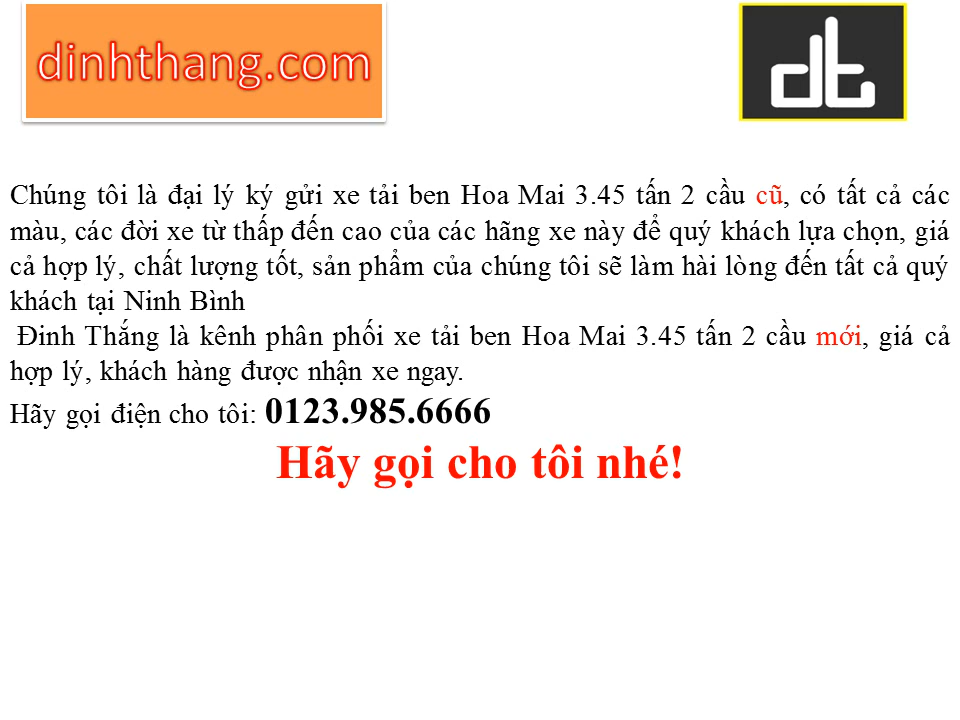 dinhthang.com
dt
Chúng tôi là đại lý ký gửi xe tải ben Hoa Mai 3.45 tấn 2 cầu cũ, có tất cả các
màu, các đời xe từ thấp đến cao của các hãng xe này để quý khách lựa chọn, giá
cả hợp lý, chất lượng tốt, sản phẩm của chúng tôi sẽ làm hài lòng đến tất cả quý
khách tại Ninh Bình
Đinh Thắng là kênh phân phối xe tải ben Hoa Mai 3.45 tấn 2 cầu mới, giá cả
hợp lý, khách hàng được nhận xe ngay.
Hãy gọi điện cho tôi: 0123.985.6666
Hãy gọi cho tôi nhé!